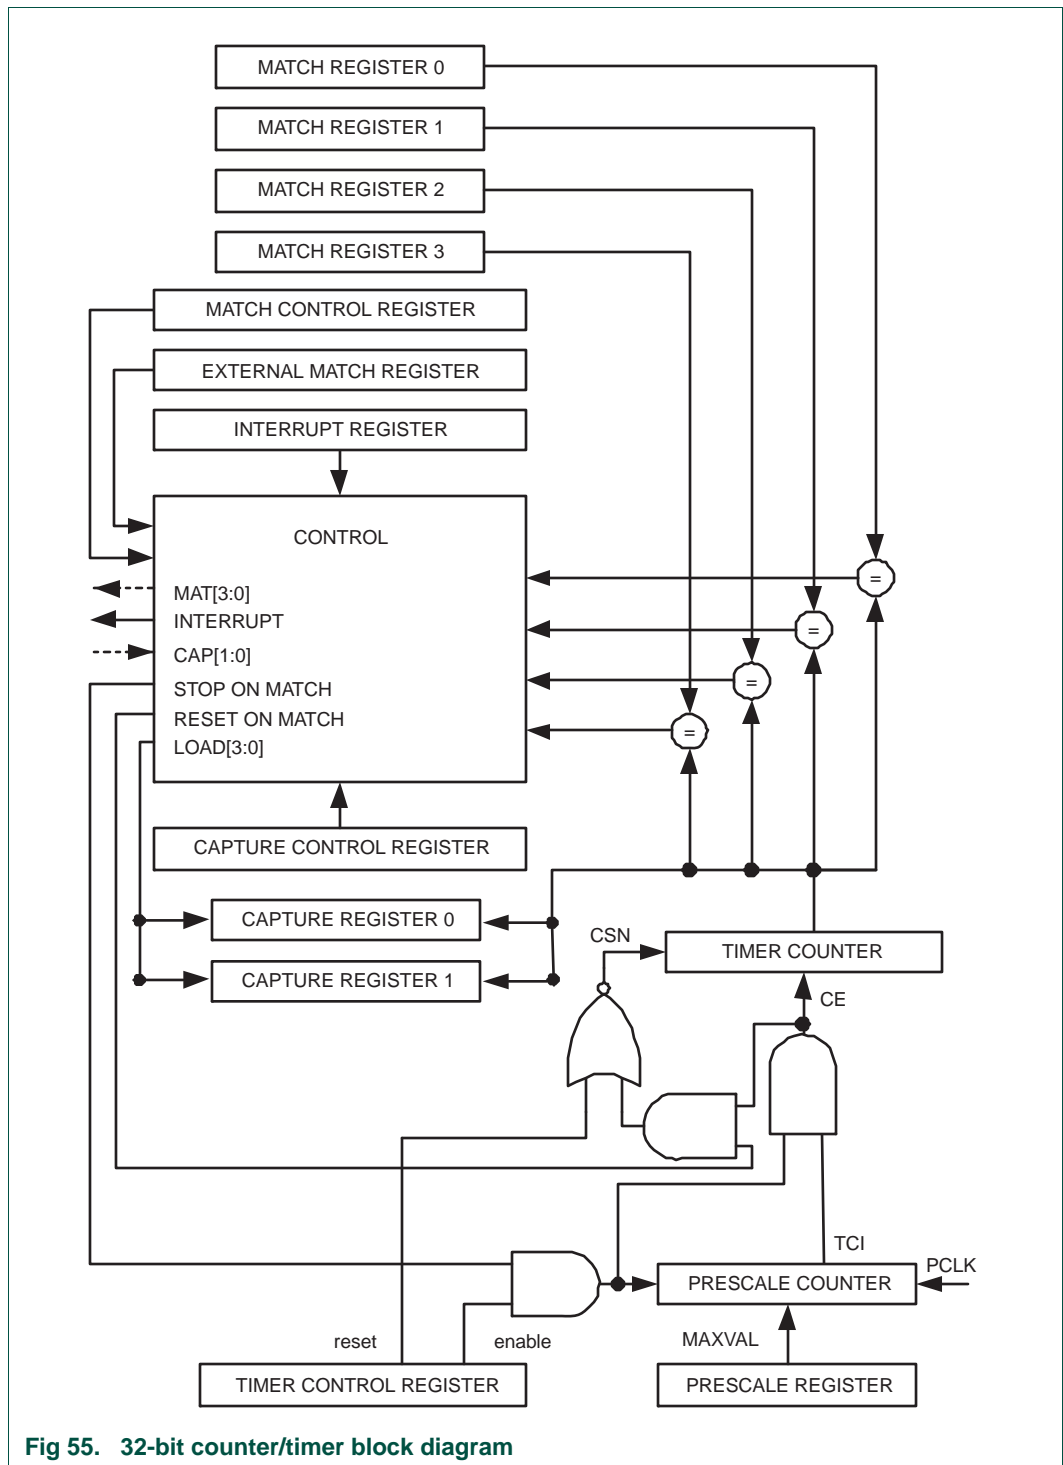 MATCH REGISTER 0
MATCH REGISTER 1
MATCH REGISTER 2
MATCH REGISTER 3
MATCH CONTROL REGISTER
EXTERNAL MATCH REGISTER
INTERRUPT REGISTER
CONTROL
MAT[3:0]
INTERRUPT
CAP[1:0]
STOP ON MATCH
RESET ON MATCH
LOAD[3:0]
=
=
=
=
CAPTURE CONTROL REGISTER
CAPTURE REGISTER 0
CAPTURE REGISTER 1
CSN
TIMER COUNTER
CE
TCI
PCLK
PRESCALE COUNTER
reset
enable
MAXVAL
TIMER CONTROL REGISTER
PRESCALE REGISTER
Fig 55. 32-bit counter/timer block diagram